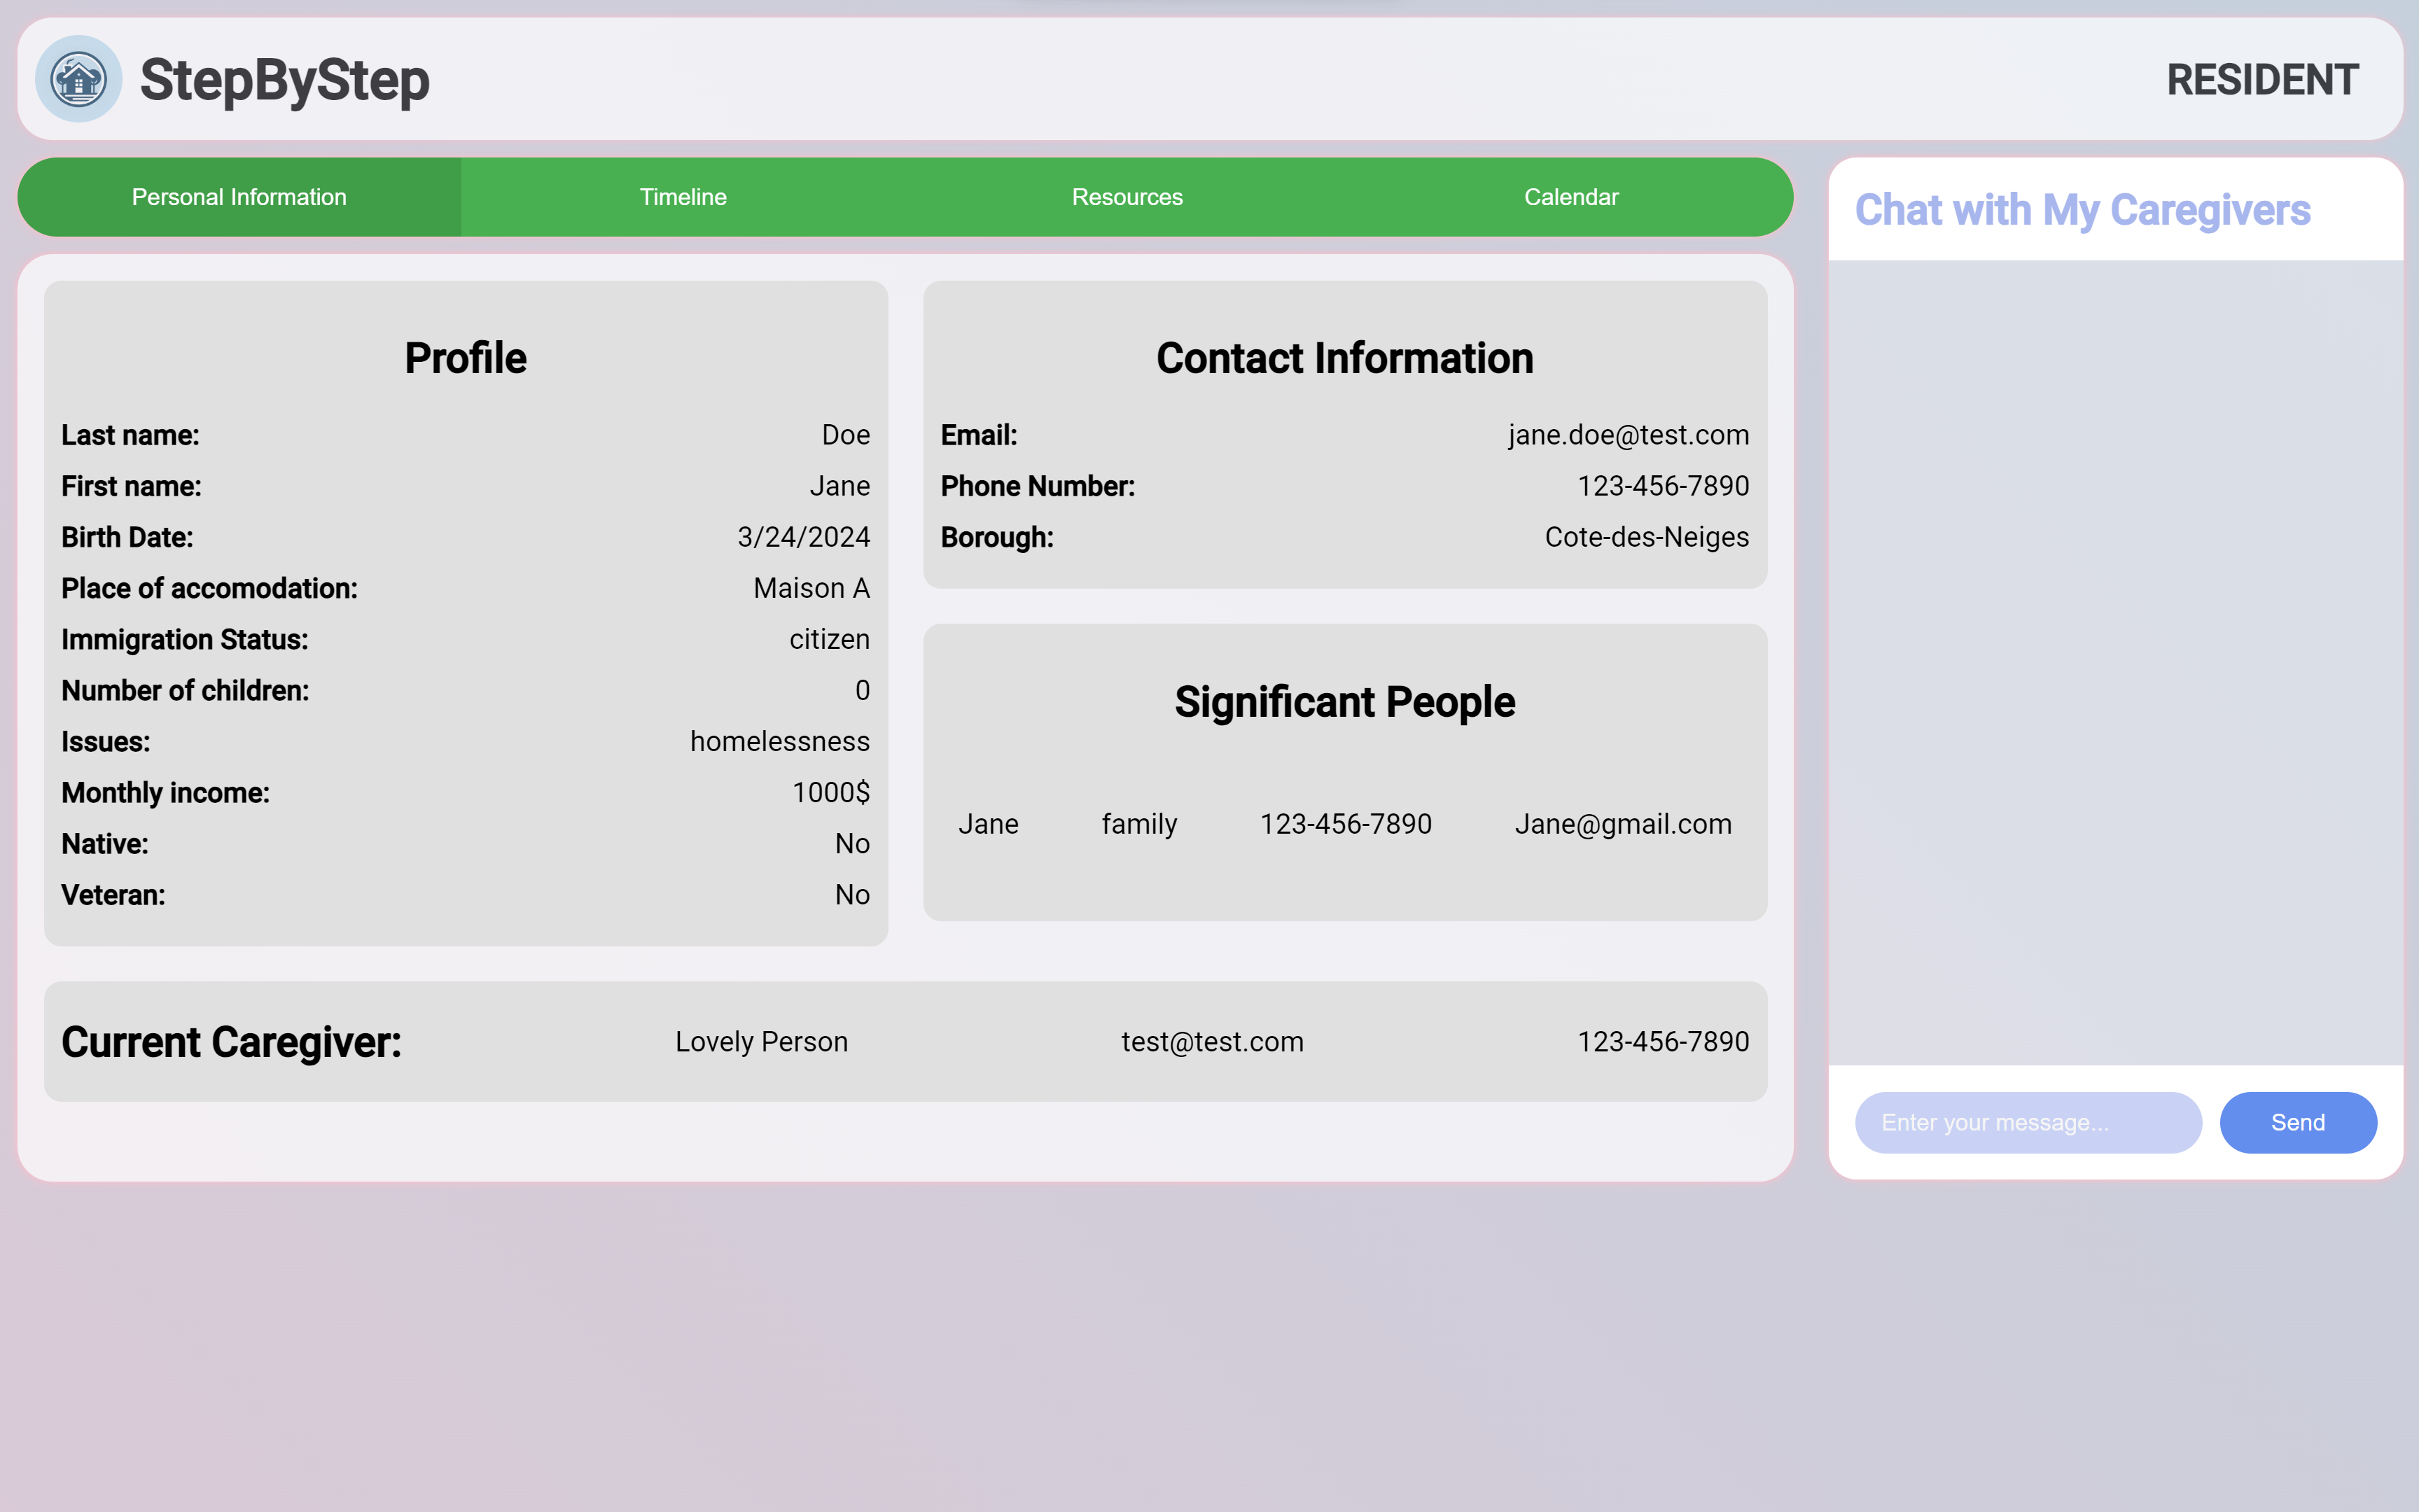 StepByStep
RESIDENT
Personal Information
Timeline
Resources
Calendar
Profile
Last name: Doe
First name: Jane
Birth Date: 3/24/2024
Place of accomodation: Maison A
Immigration Status: citizen
Number of children: 0
Issues: homelessness
Monthly income: 1000$
Native: No
Veteran: No
Contact Information
Email: jane.doe@test.com
Phone Number: 123-456-7890
Borough: Cote-des-Neiges
Significant People
Jane family 123-456-7890 Jane@gmail.com
Current Caregiver: Lovely Person test@test.com 123-456-7890
Chat with My Caregivers
Enter your message...
Send